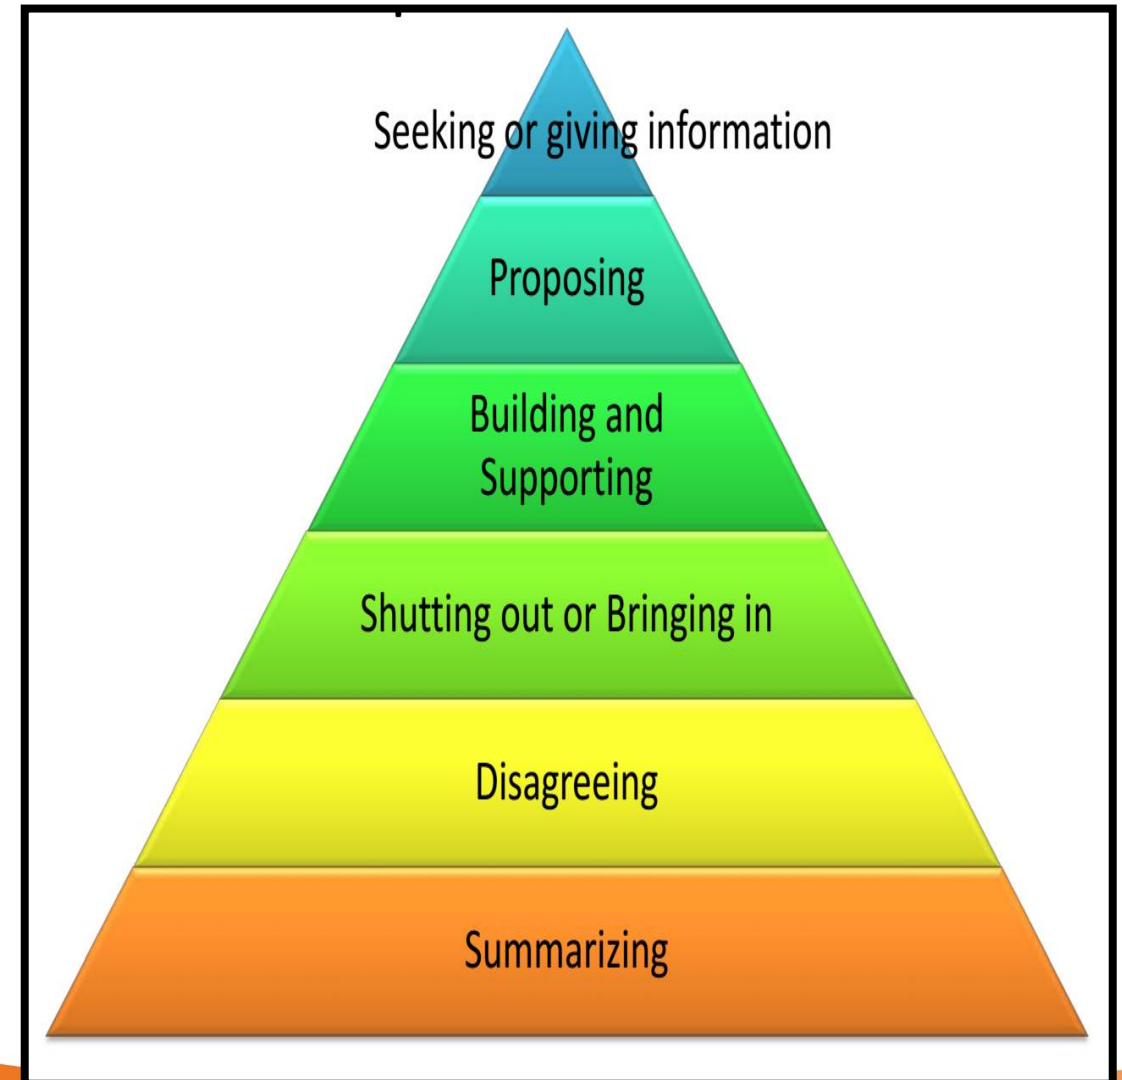 Seeking or giving information
Proposing
Building and
Supporting
Shutting out or Bringing in
Disagreeing
Summarizing